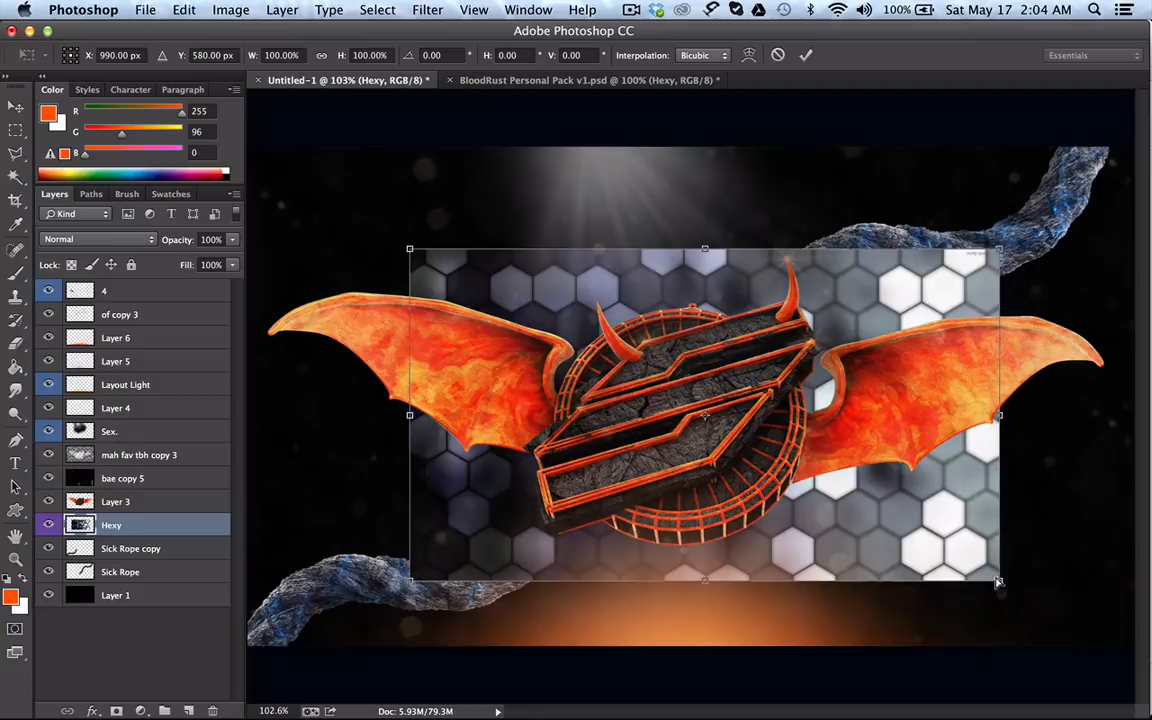 Photoshop File Edit Image Layer Type Select Filter View Window Help 100% Sat May 17 2:04 AM
Adobe Photoshop CC
X: 990.00 px Y: 580.00 px W: 100.00% H: 100.00% 0.00 ° H: 0.00 ° V: 0.00 ° Interpolation: Bicubic Essentials
Untitled-1 @ 103% (Hexy, RGB/8) * BloodRust Personal Pack v1.psd @ 100% (Hexy, RGB/8) *
Color Styles Character Paragraph
R 255
G 96
B 0
Layers Paths Brush Swatches
Kind
Normal Opacity: 100%
Lock: Fill: 100%
4
of copy 3
Layer 6
Layer 5
Layout Light
Layer 4
Sex.
mah fav tbh copy 3
bae copy 5
Layer 3
Hexy
Sick Rope copy
Sick Rope
Layer 1
102.6% Doc: 5.93M/79.3M